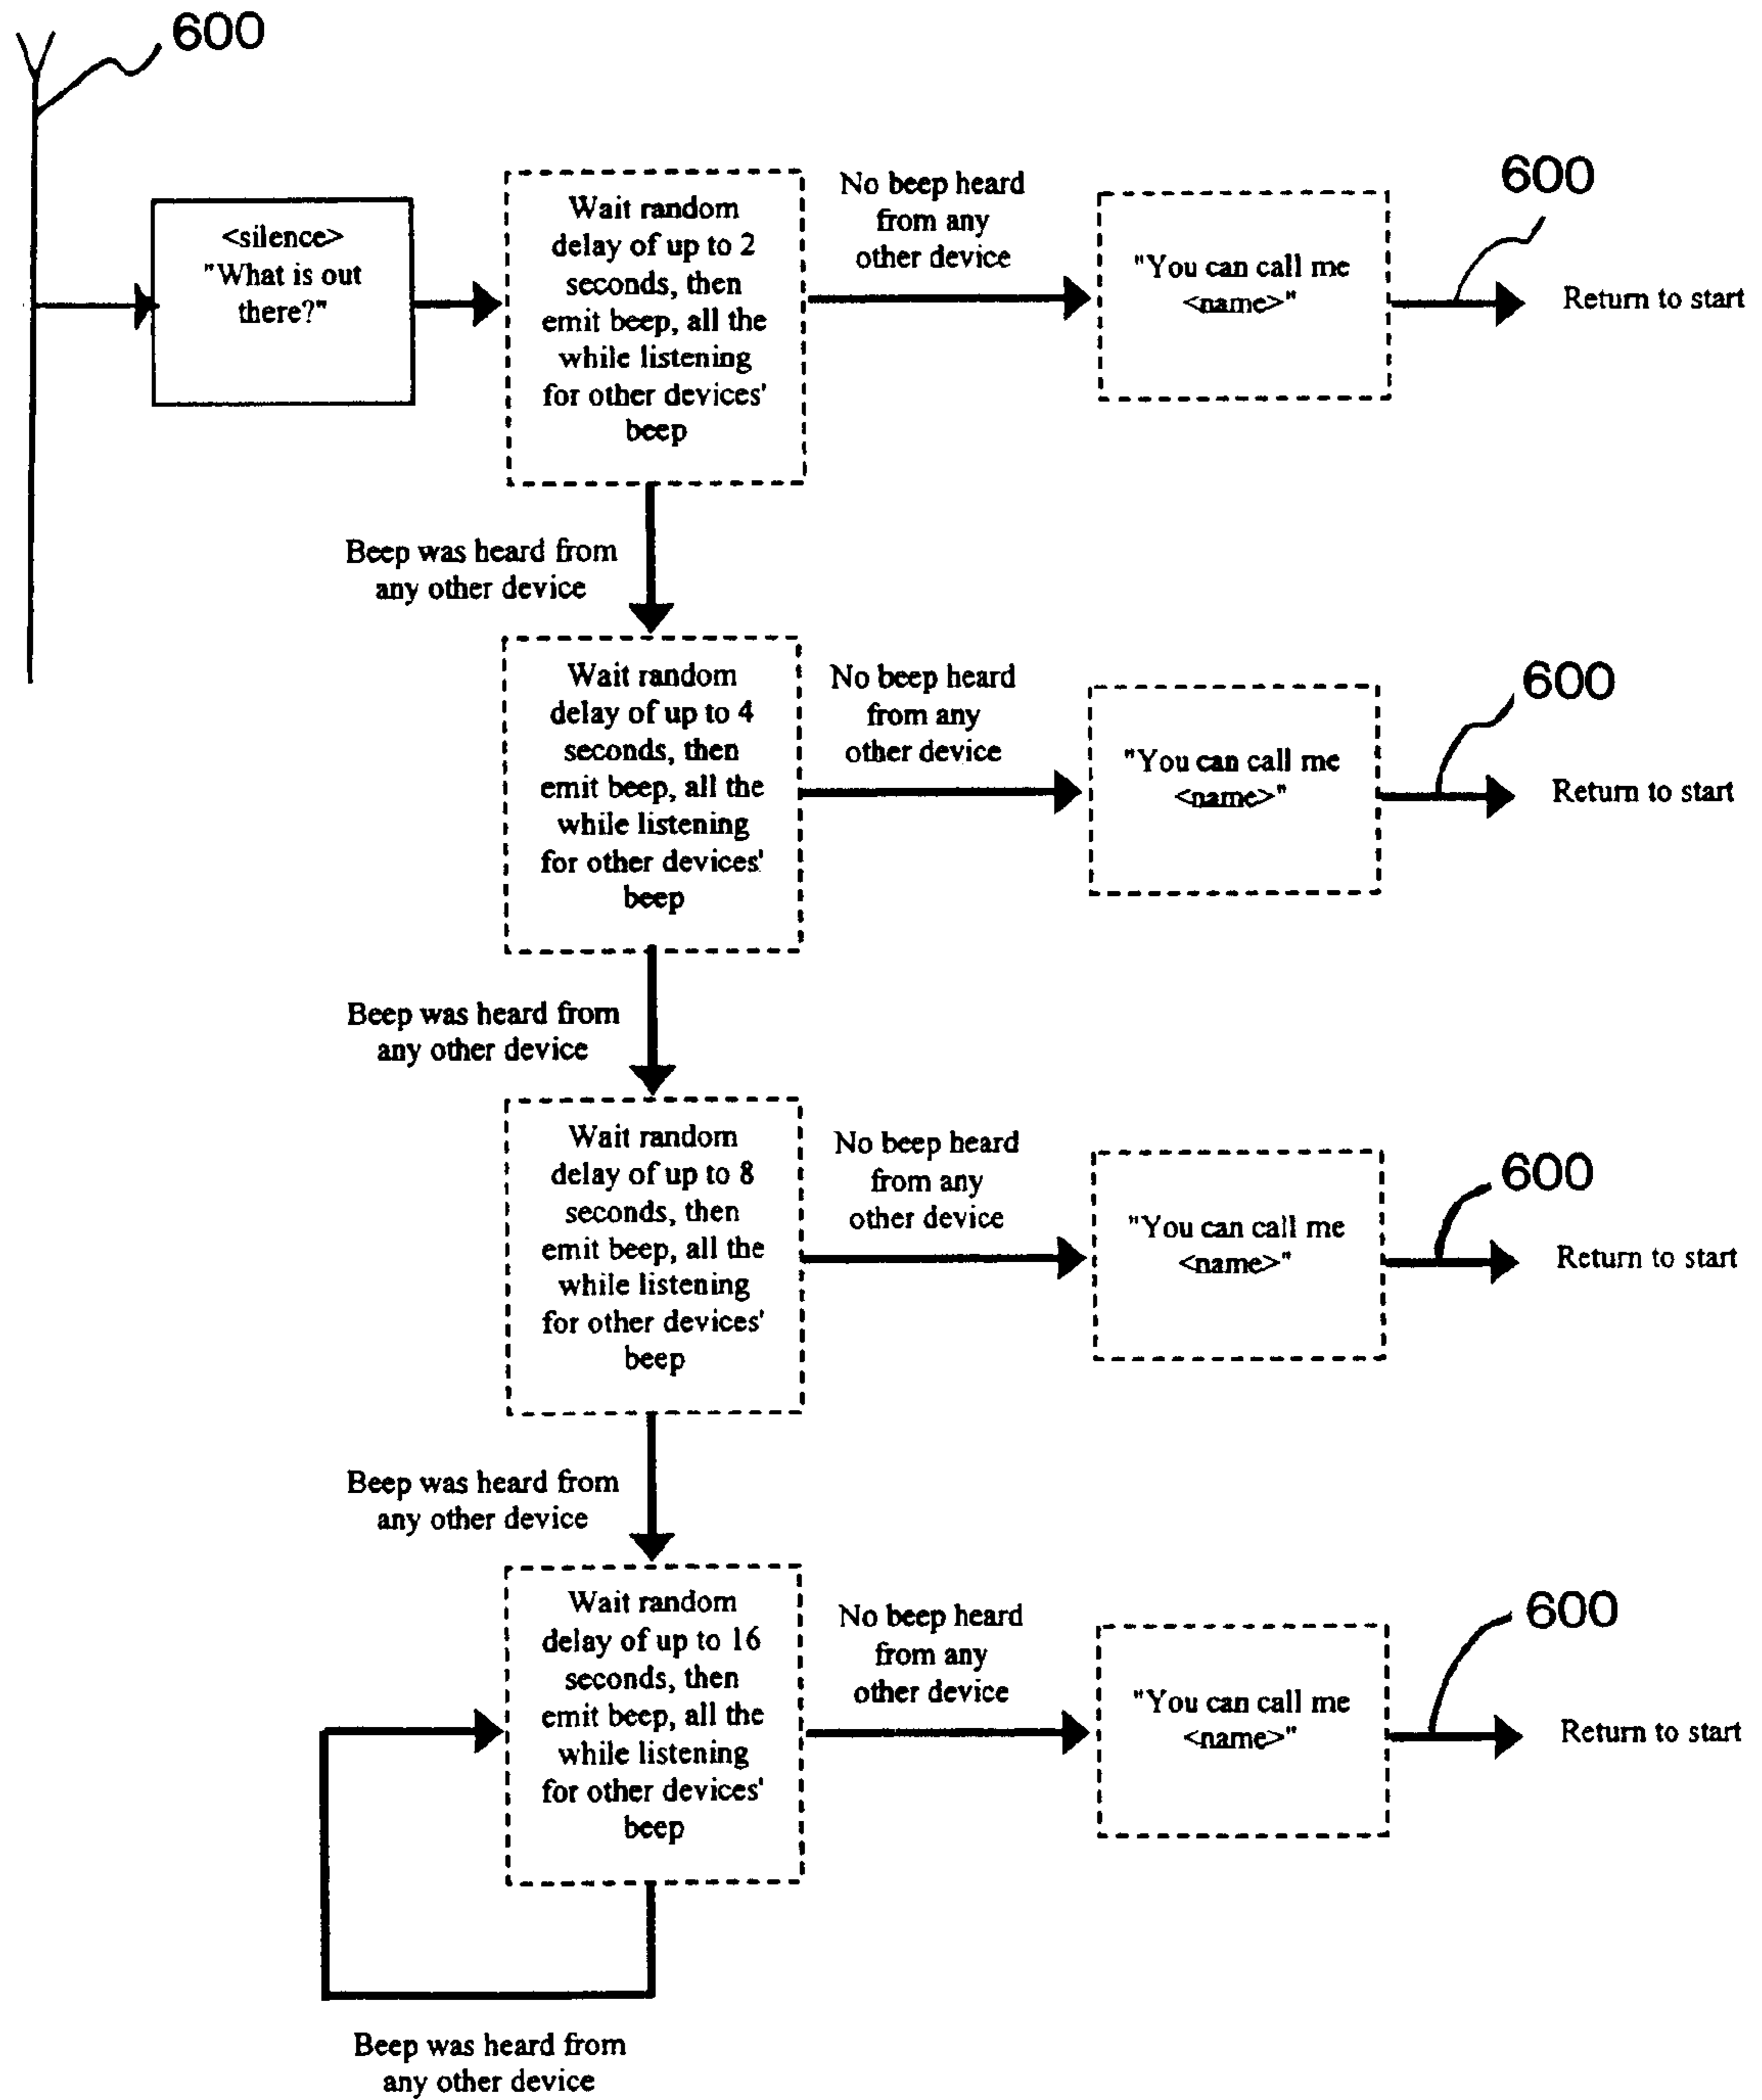 600
<silence>
"What is out
there?"
Wait random
delay of up to 2
seconds, then
emit beep, all the
while listening
for other devices'
beep
No beep heard
from any
other device
"You can call me
<name>"
600
Return to start
Beep was heard from
any other device
Wait random
delay of up to 4
seconds, then
emit beep, all the
while listening
for other devices'
beep
No beep heard
from any
other device
"You can call me
<name>"
600
Return to start
Beep was heard from
any other device
Wait random
delay of up to 8
seconds, then
emit beep, all the
while listening
for other devices'
beep
No beep heard
from any
other device
"You can call me
<name>"
600
Return to start
Beep was heard from
any other device
Wait random
delay of up to 16
seconds, then
emit beep, all the
while listening
for other devices'
beep
No beep heard
from any
other device
"You can call me
<name>"
600
Return to start
Beep was heard from
any other device